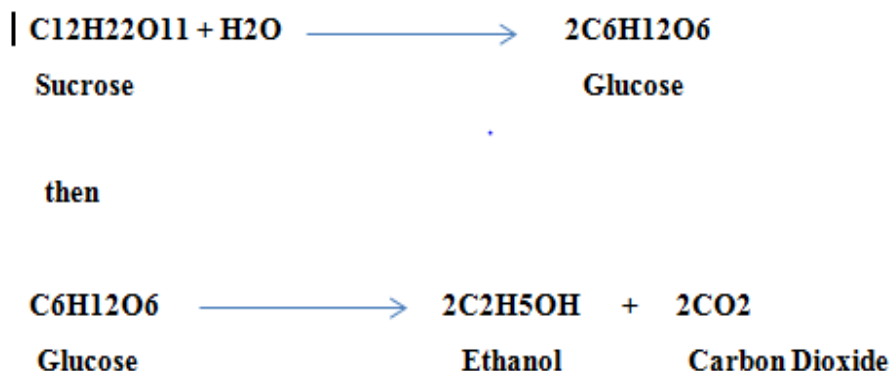 C12H22O11 + H2O 2C6H12O6
Sucrose Glucose
then
C6H12O6 2C2H5OH + 2CO2
Glucose Ethanol Carbon Dioxide